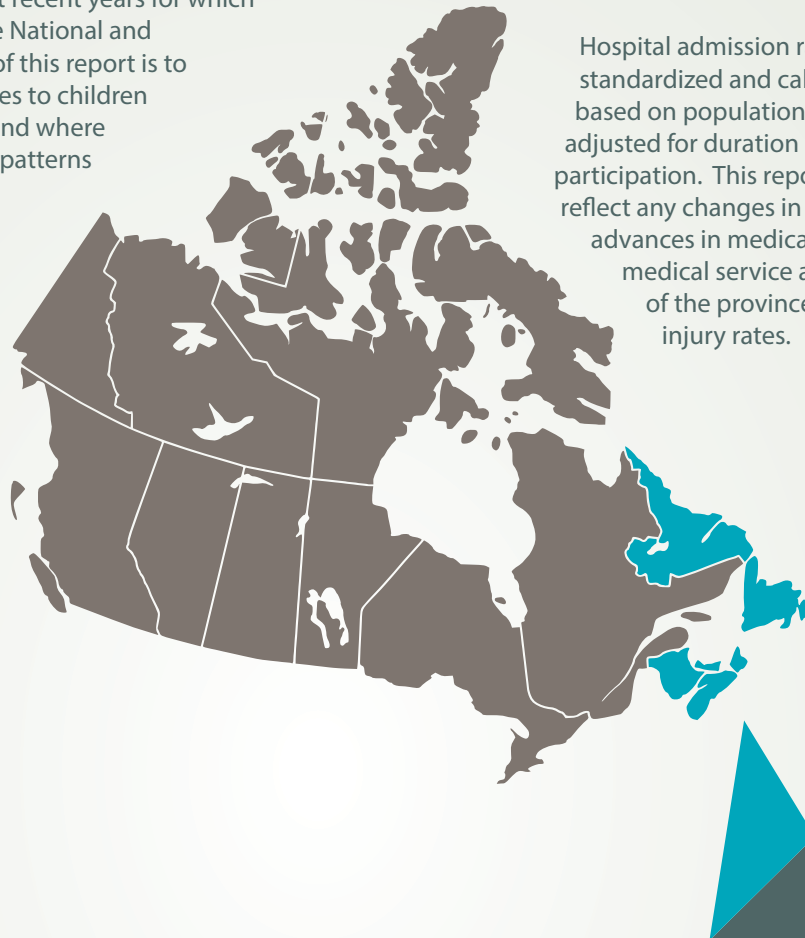 recent years for which
National and
of this report is to
es to children
nd where
patterns
Hospital admission
standardized and
based on population
adjusted for duration
participation. This
reflect any changes in
advances in medica
medical service
of the province
injury rates.